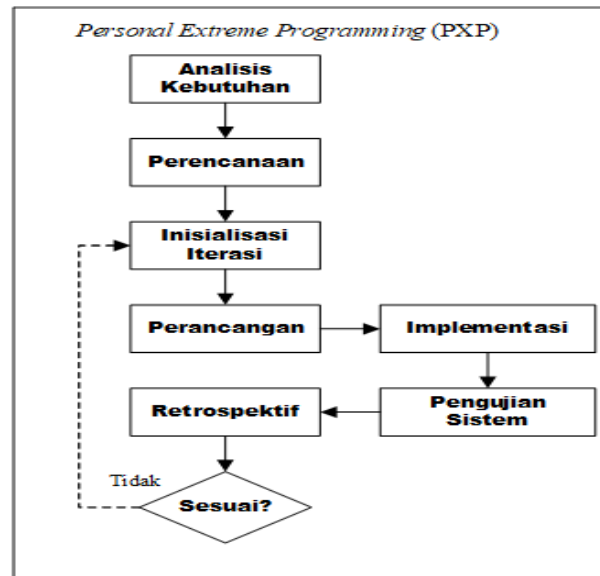 Personal Extreme Programming (PXP)
Analisis
Kebutuhan
Perencanaan
Inisialisasi
Iterasi
Perancangan
Implementasi
Retrospektif
Pengujian
Sistem
Tidak
Sesuai?